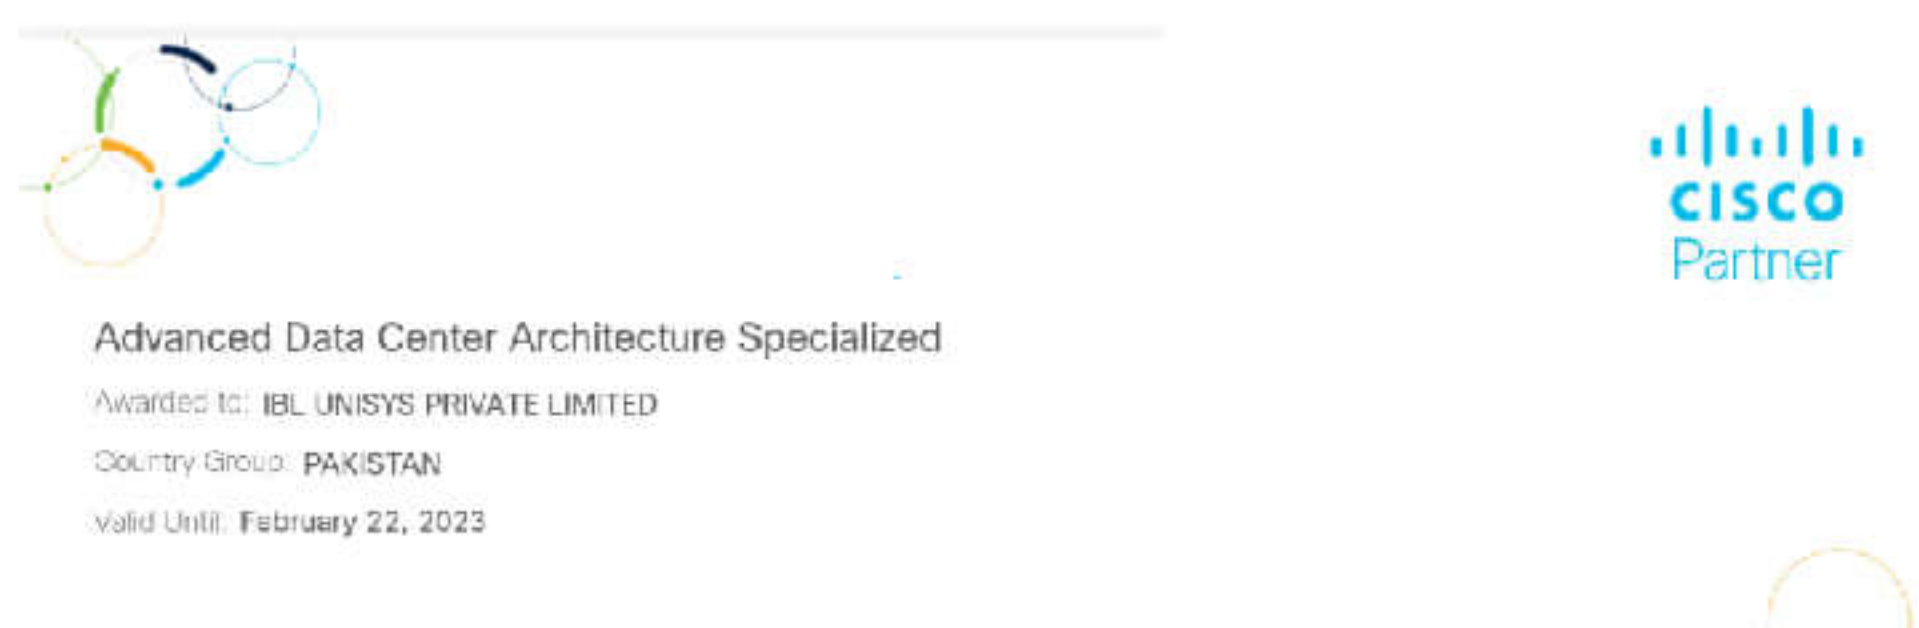 CISCO
Partner
Advanced Data Center Architecture Specialized
Awarded to: IBL UNISYS PRIVATE LIMITED
Country Group: PAKISTAN
Valid Until: February 22, 2023